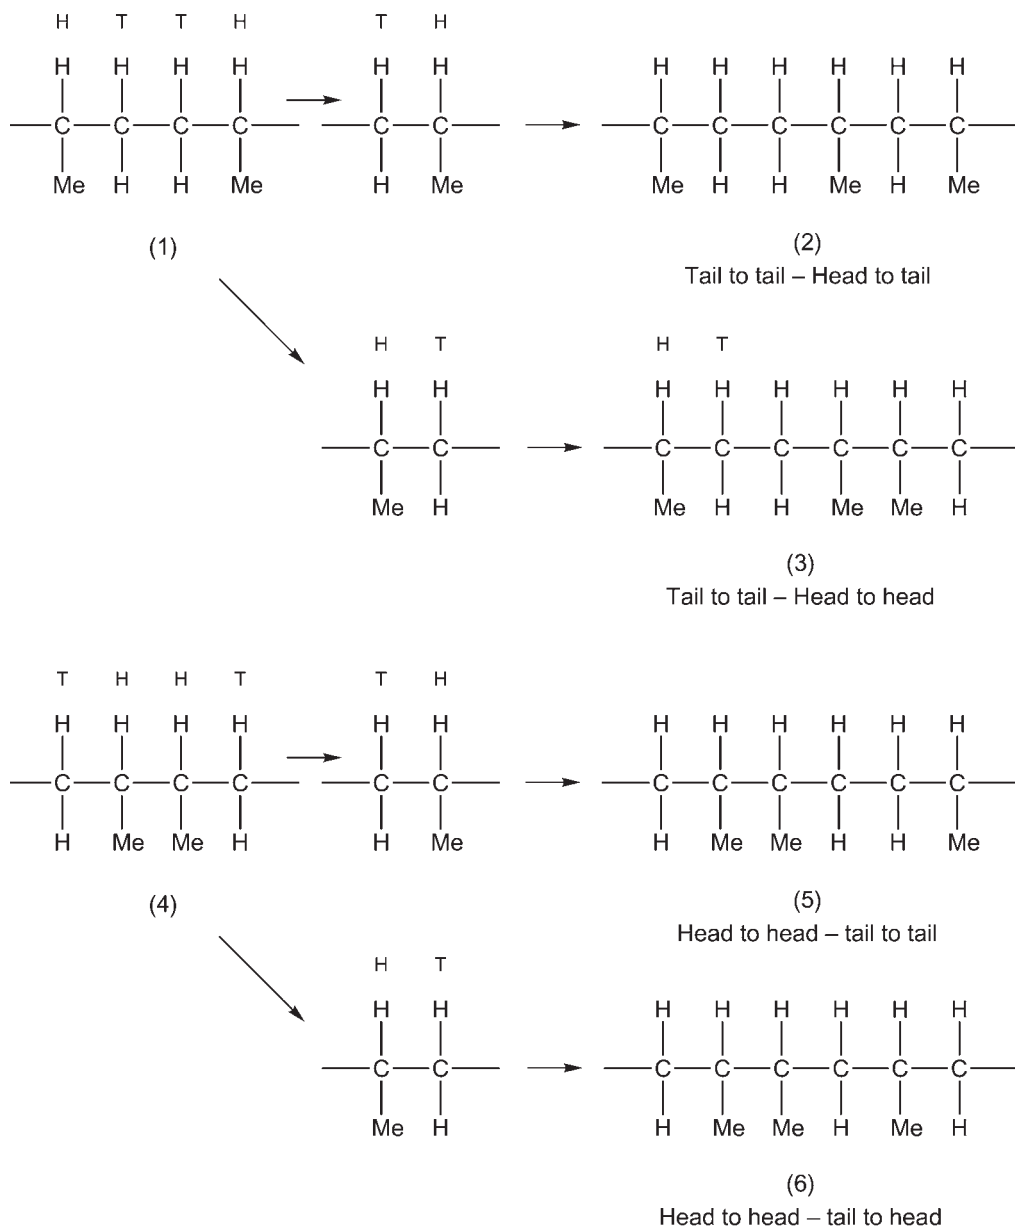 H T T H T H
H H H H H H H H H H H H
C C C C C C C C C C C C
Me H H Me H Me Me H H Me H Me
(1)
(2)
Tail to tail – Head to tail
H T H T
H H H H H H H H
C C C C C C C C
Me H Me H H Me Me H
(3)
Tail to tail – Head to head
T H H T T H
H H H H H H H H H H H H
C C C C C C C C C C C C
H Me Me H H Me H Me Me H H Me
(4)
(5)
Head to head – tail to tail
H T
H H H H H H H H
C C C C C C C C
Me H H Me Me H Me H
(6)
Head to head – tail to head